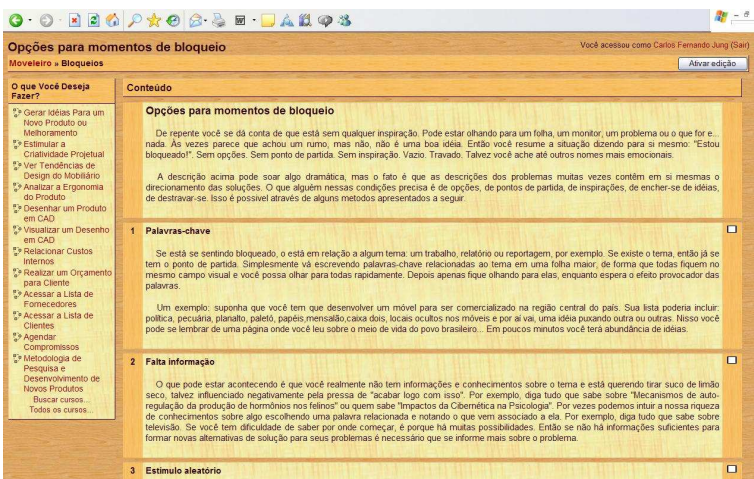 Opções para momentos de bloqueio
Você acessou como Carlos Fernando Jung (Sair)
Moveleiro » Bloqueios
Ativar edição
O que Você Deseja
Fazer?
Gerar Idéias Para um
Novo Produto ou
Melhoramento
Estimular a
Criatividade Projetual
Ver Tendências de
Design do Mobiliário
Analizar a Ergonomia
do Produto
Desenhar um Produto
em CAD
Visualizar um Desenho
em CAD
Relacionar Custos
Internos
Realizar um Orçamento
para Cliente
Acessar a Lista de
Fornecedores
Acessar a Lista de
Clientes
Agendar
Compromissos
Metodologia de
Pesquisa e
Desenvolvimento de
Novos Produtos
Buscar cursos...
Todos os cursos...
Conteúdo
Opções para momentos de bloqueio
De repente você se dá conta de que está sem qualquer inspiração. Pode estar olhando para um folha, um monitor, um problema ou o que for e...
nada. Às vezes parece que achou um rumo, mas não, não é uma boa idéia. Então você resume a situação dizendo para si mesmo: "Estou
bloqueado!". Sem opções. Sem ponto de partida. Sem inspiração. Vazio. Travado. Talvez você ache até outros nomes mais emocionais.
A descrição acima pode soar algo dramática, mas o fato é que as descrições dos problemas muitas vezes contêm em si mesmas o
direcionamento das soluções. O que alguém nessas condições precisa é de opções, de pontos de partida, de inspirações, de encher-se de idéias,
de destravar-se. Isso é possivel através de alguns metodos apresentados a seguir.
1 Palavras-chave
Se está se sentindo bloqueado, o está em relação a algum tema: um trabalho, relatório ou reportagem, por exemplo. Se existe o tema, então já se
tem o ponto de partida. Simplesmente vá escrevendo palavras-chave relacionadas ao tema em uma folha maior, de forma que todas fiquem no
mesmo campo visual e você possa olhar para todas rapidamente. Depois apenas fique olhando para elas, enquanto espera o efeito provocador das
palavras.
Um exemplo: suponha que você tem que desenvolver um móvel para ser comercializado na região central do país. Sua lista poderia incluir:
política, pecuária, planalto, paletó, papéis,mensalão,caixa dois, locais ocultos nos móveis e por aí vai, uma idéia puxando outra ou outras. Nisso você
pode se lembrar de uma página onde você leu sobre o meio de vida do povo brasileiro... Em poucos minutos você terá abundância de idéias.
2 Falta informação
O que pode estar acontecendo é que você realmente não tem informações e conhecimentos sobre o tema e está querendo tirar suco de limão
seco, talvez influenciado negativamente pela pressa de "acabar logo com isso". Por exemplo, diga tudo que sabe sobre "Mecanismos de auto-
regulação da produção de hormônios nos felinos" ou quem sabe "Impactos da Cibernética na Psicologia". Por vezes podemos intuir a nossa riqueza
de conhecimentos sobre algo escolhendo uma palavra relacionada e notando o que vem associado a ela. Por exemplo, diga tudo que sabe sobre
televisão. Se você tem dificuldade de saber por onde começar, é porque há muitas possibilidades. Então se não há informações suficientes para
formar novas alternativas de solução para seus problemas é necessário que se informe mais sobre o problema.
3 Estimulo aleatório